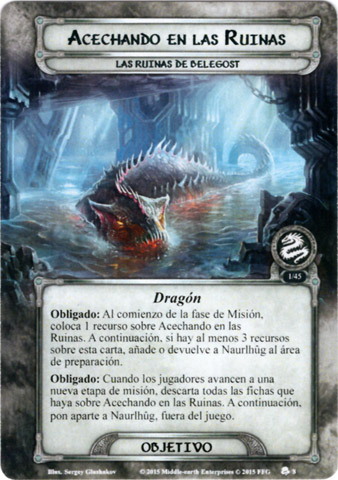 Acechando en las Ruinas
Las Ruinas de Belegost
1/45
Dragón
Obligado: Al comienzo de la fase de Misión,
coloca 1 recurso sobre Acechando en las
Ruinas. A continuación, si hay al menos 3 recursos
sobre esta carta, añade o devuelve a Naurlhûg al área
de preparación.
Obligado: Cuando los jugadores avancen a una
nueva etapa de misión, descarta todas las fichas que
haya sobre Acechando en las Ruinas. A continuación,
pon aparte a Naurlhûg, fuera del juego.
Objetivo
Illus. Sergey Glushakov
© 2015 Middle-earth Enterprises © 2015 FFG
8